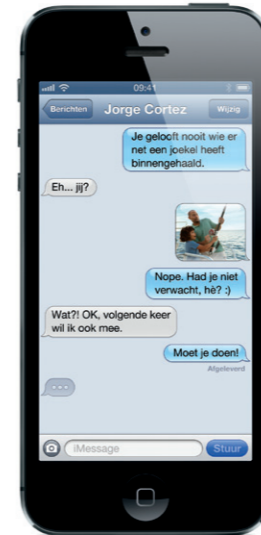 09:41
Berichten
Jorge Cortez
Wijzig
Je gelooft nooit wie er
net een joekel heeft
binnengehaald.
Eh... jij?
Nope. Had je niet
verwacht, hè? :)
Wat?! OK, volgende keer
wil ik ook mee.
Moet je doen!
Afgeleverd
...
iMessage
Stuur